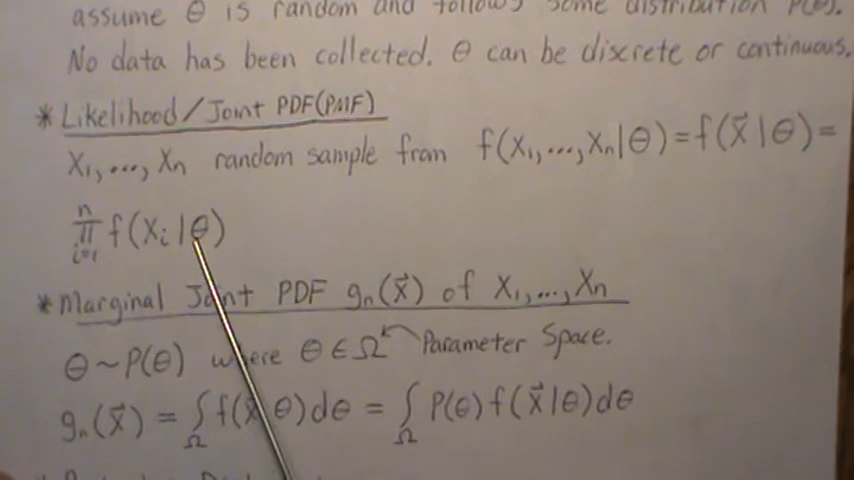 assume θ is random and follows some distribution P(θ).
No data has been collected. θ can be discrete or continuous.
* Likelihood/Joint PDF(PMF)
X₁,...,Xₙ random sample from f(X₁,...,Xₙ|θ)=f(x⃗|θ)=
∏ᵢ₌₁ⁿ f(Xᵢ|θ)
* Marginal Joint PDF gₙ(x⃗) of X₁,...,Xₙ
θ~P(θ) where θ∈Ω Parameter Space.
gₙ(x⃗) = ∫_Ω f(x⃗ θ)dθ = ∫_Ω P(θ)f(x⃗|θ)dθ